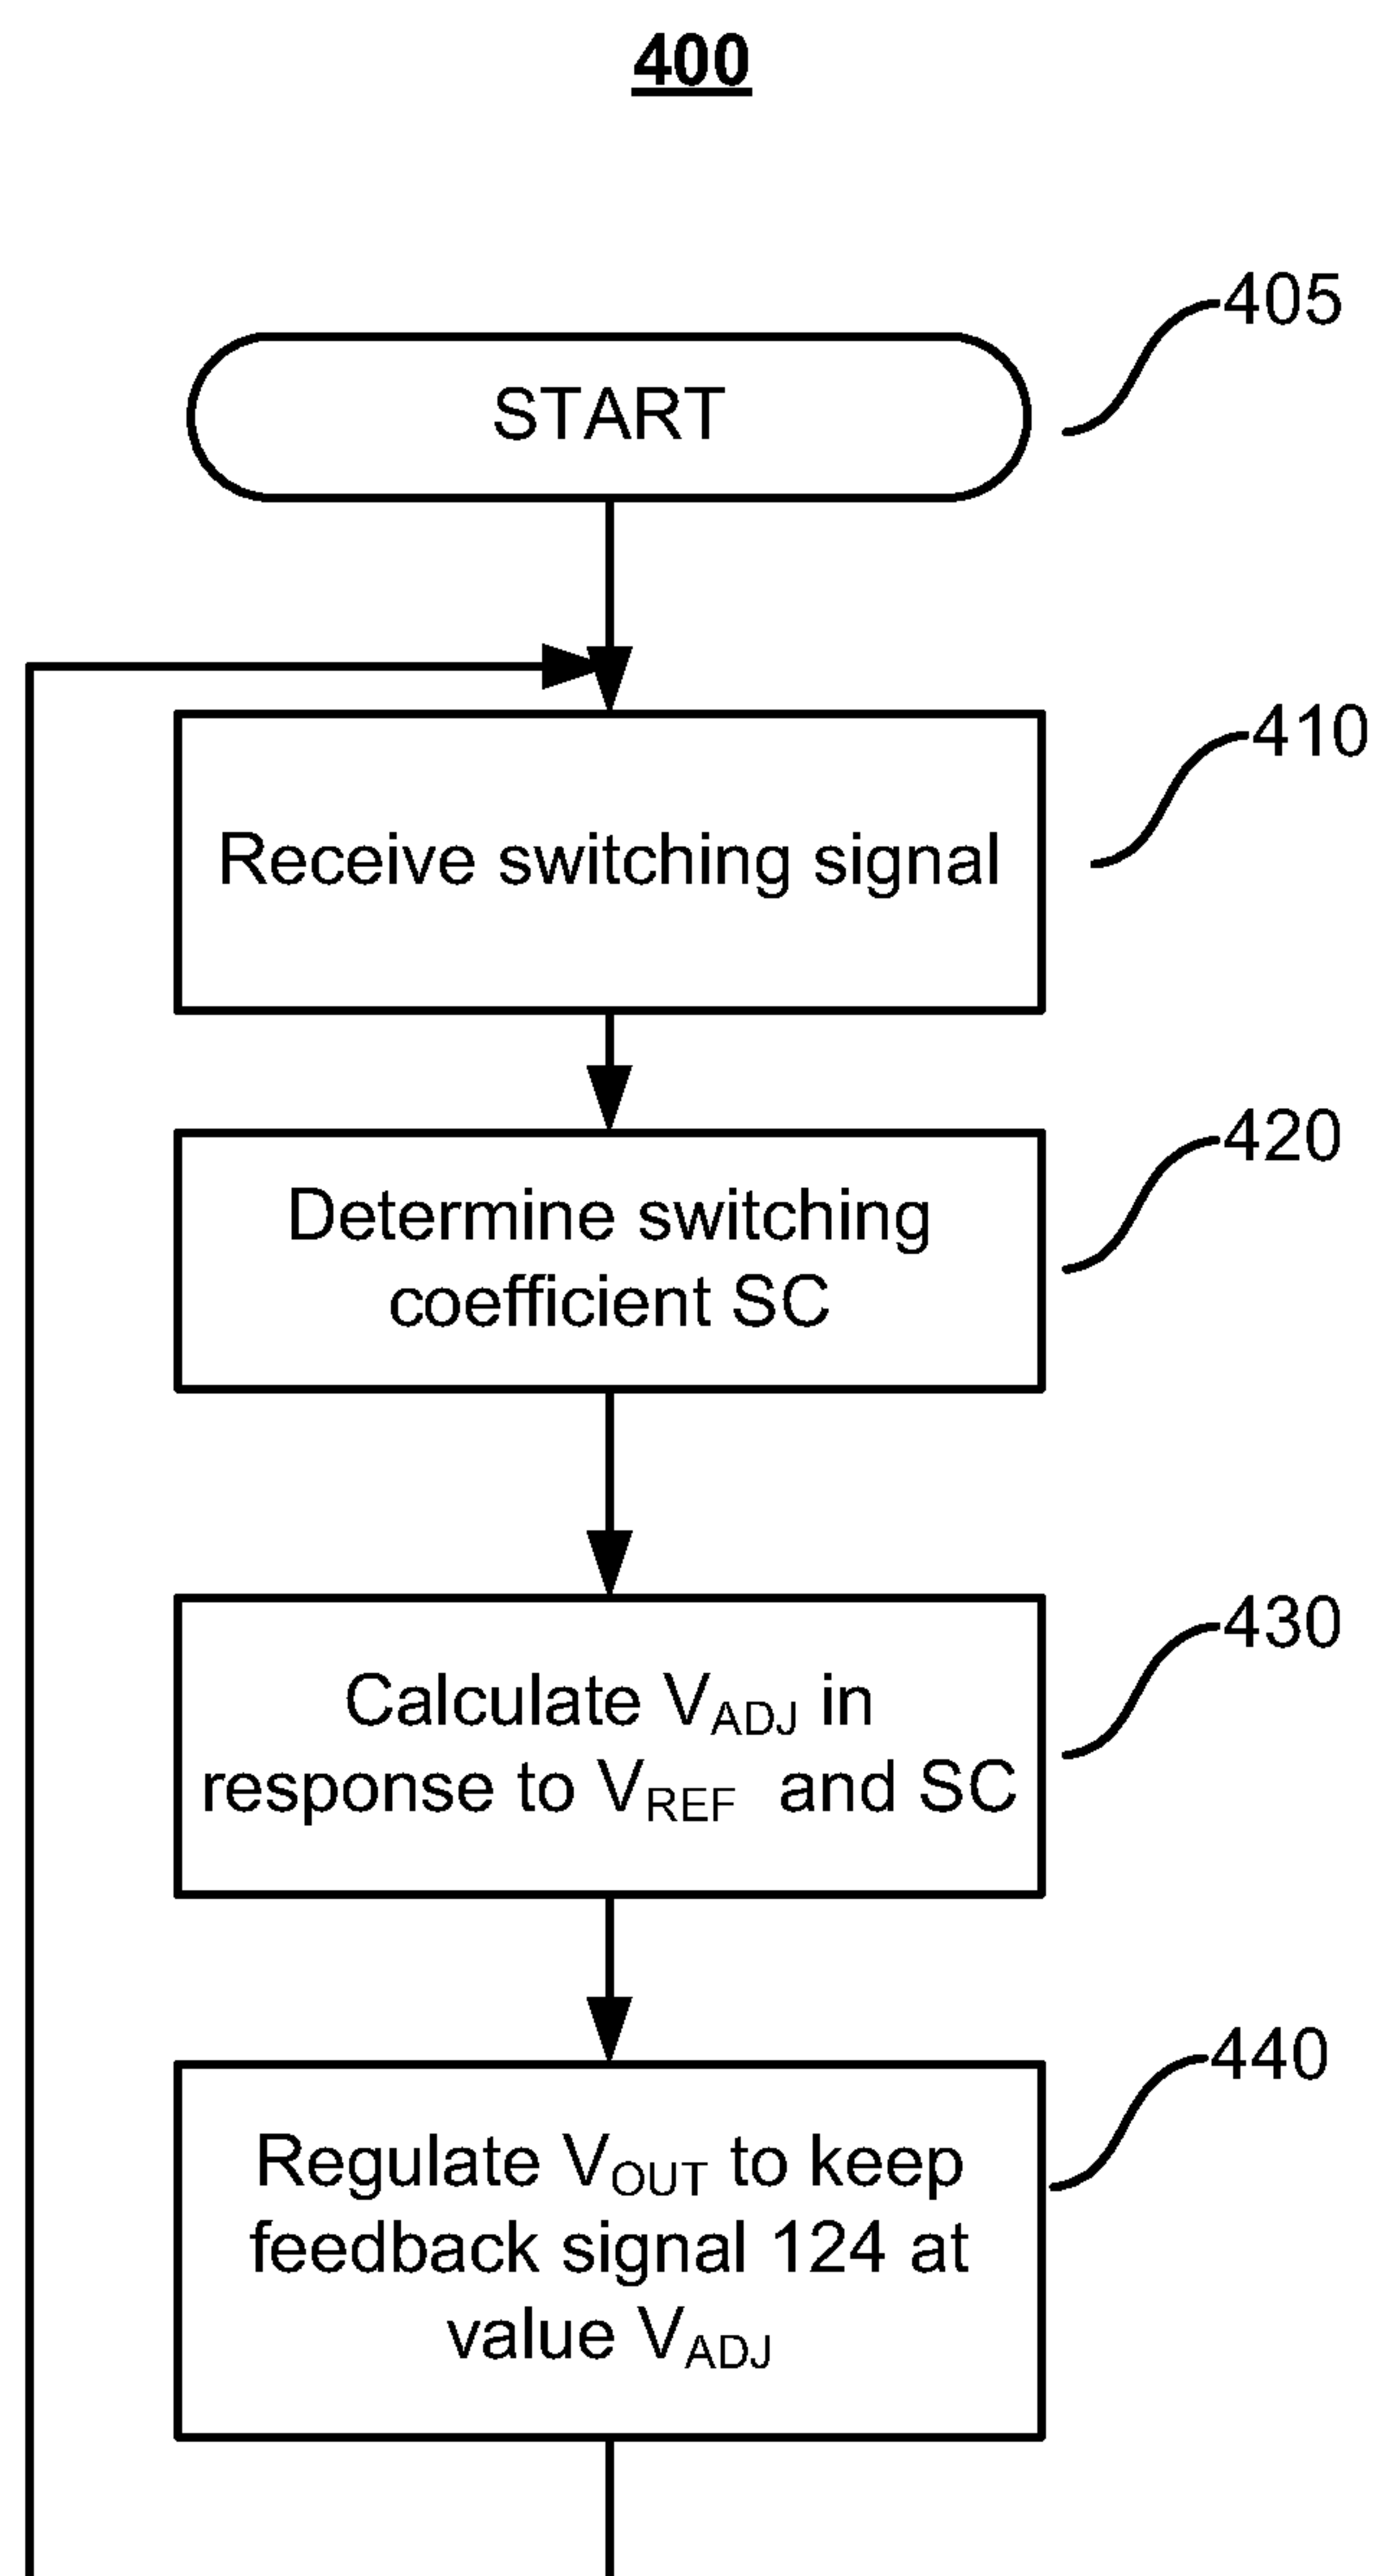 400
START
405
Receive switching signal
410
Determine switching
coefficient SC
420
Calculate VADJ in
response to VREF and SC
430
Regulate VOUT to keep
feedback signal 124 at
value VADJ
440